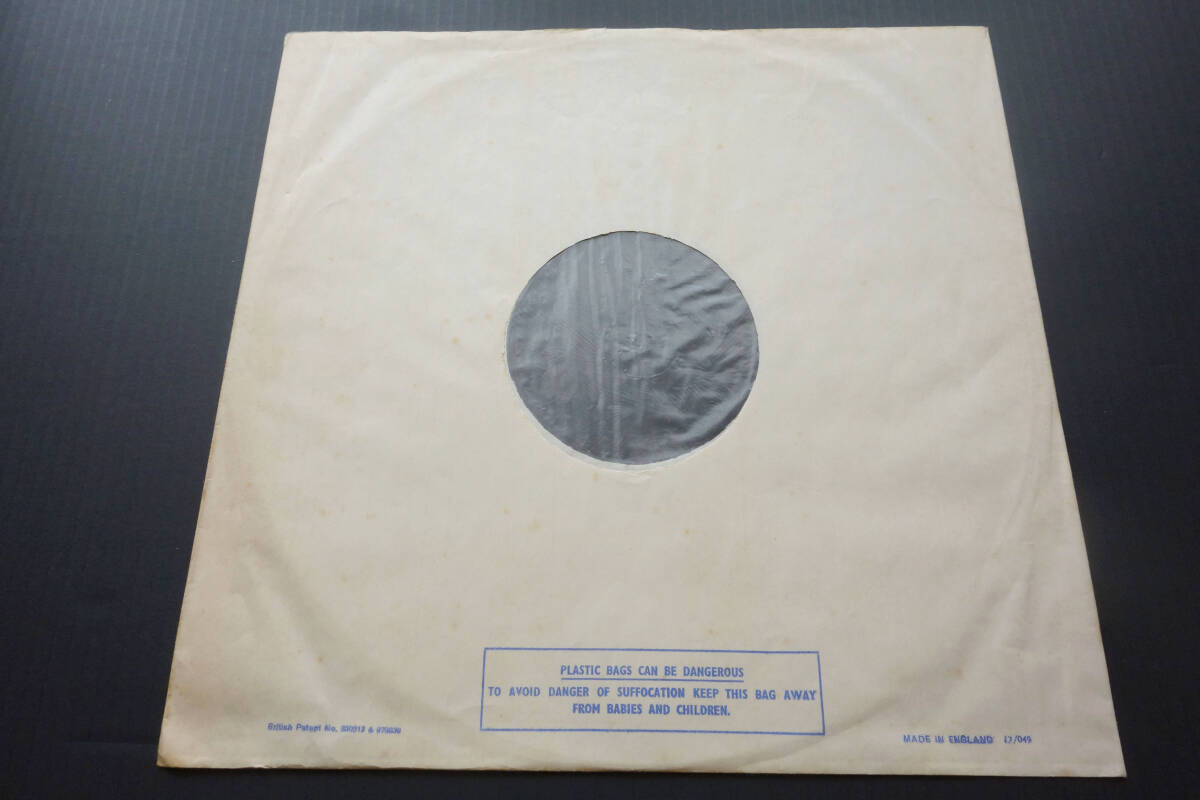 PLASTIC BAGS CAN BE DANGEROUS
TO AVOID DANGER OF SUFFOCATION KEEP THIS BAG AWAY
FROM BABIES AND CHILDREN.
British Patent No. &
MADE IN ENGLAND